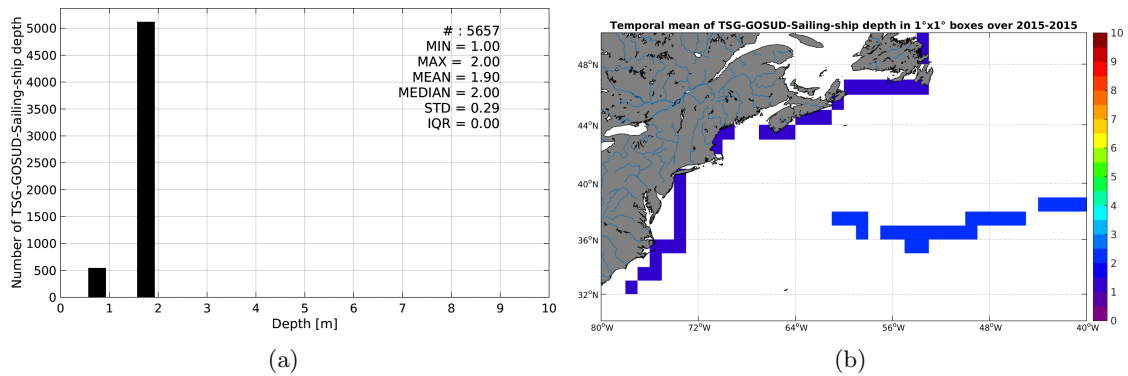 Number of TSG-GOSUD-Sailing-ship depth
5000
4500
4000
3500
3000
2500
2000
1500
1000
500
0
# : 5657
MIN = 1.00
MAX = 2.00
MEAN = 1.90
MEDIAN = 2.00
STD = 0.29
IQR = 0.00
0 1 2 3 4 5 6 7 8 9 10
Depth [m]
(a)
Temporal mean of TSG-GOSUD-Sailing-ship depth in 1°x1° boxes over 2015-2015
48°N
44°N
40°N
36°N
32°N
80°W 72°W 64°W 56°W 48°W 40°W
10
9
8
7
6
5
4
3
2
1
0
(b)